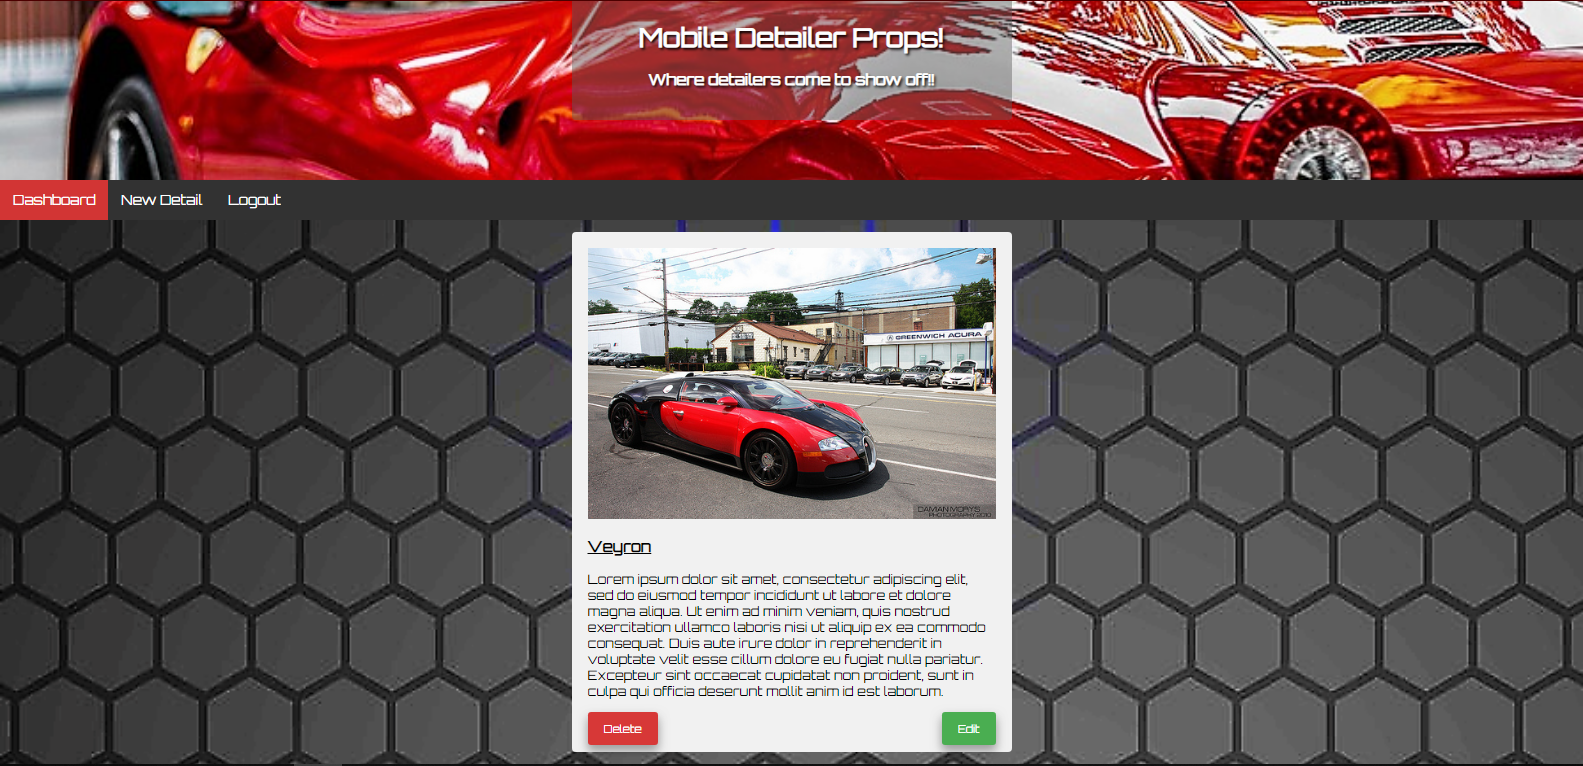 Mobile Detailer Props!
Where detailers come to show off!!
Dashboard New Detail Logout
GREENWICH ACURA
DAMIAN MORYS
PHOTOGRAPHY 2010
Veyron
Lorem ipsum dolor sit amet, consectetur adipiscing elit,
sed do eiusmod tempor incididunt ut labore et dolore
magna aliqua. Ut enim ad minim veniam, quis nostrud
exercitation ullamco laboris nisi ut aliquip ex ea commodo
consequat. Duis aute irure dolor in reprehenderit in
voluptate velit esse cillum dolore eu fugiat nulla pariatur.
Excepteur sint occaecat cupidatat non proident, sunt in
culpa qui officia deserunt mollit anim id est laborum.
Delete Edit